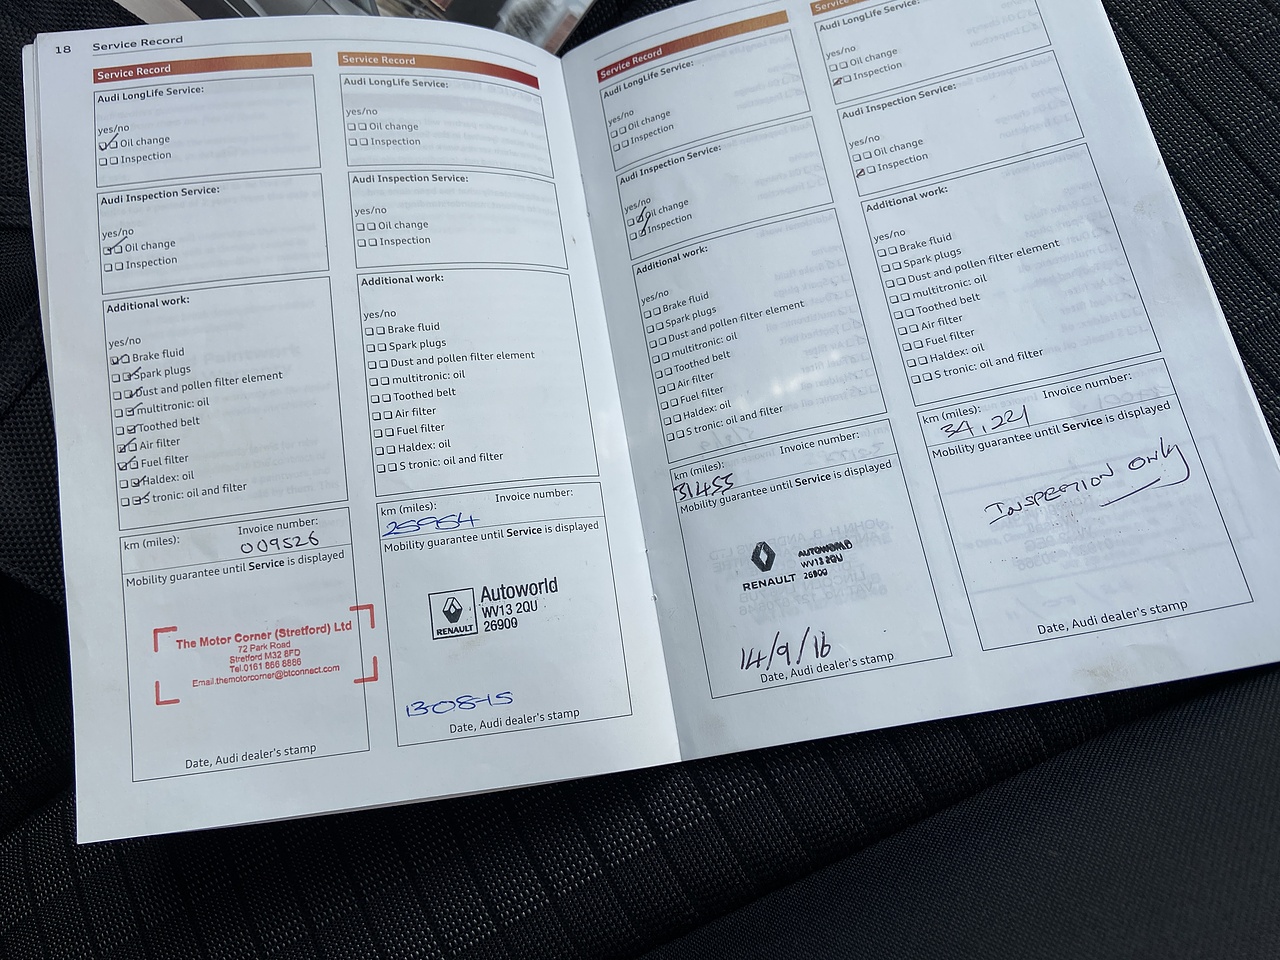 18 Service Record
Service Record
Audi LongLife Service:
yes/no
Oil change
Inspection
Audi Inspection Service:
yes/no
Oil change
Inspection
Additional work:
yes/no
Brake fluid
Spark plugs
Dust and pollen filter element
multitronic: oil
Toothed belt
Air filter
Fuel filter
Haldex: oil
S tronic: oil and filter
km (miles): Invoice number:
009526
Mobility guarantee until Service is displayed
The Motor Corner (Stretford) Ltd
72 Park Road
Stretford M32 8FD
Tel.0161 866 8886
Email.themotorcorner@btconnect.com
Date, Audi dealer's stamp
Service Record
Audi LongLife Service:
yes/no
Oil change
Inspection
Audi Inspection Service:
yes/no
Oil change
Inspection
Additional work:
yes/no
Brake fluid
Spark plugs
Dust and pollen filter element
multitronic: oil
Toothed belt
Air filter
Fuel filter
Haldex: oil
S tronic: oil and filter
km (miles): Invoice number:
25954
Mobility guarantee until Service is displayed
Autoworld
WV13 2QU
26900
RENAULT
13-08-15
Date, Audi dealer's stamp
Service Record
Audi LongLife Service:
yes/no
Oil change
Inspection
Audi Inspection Service:
yes/no
Oil change
Inspection
Additional work:
yes/no
Brake fluid
Spark plugs
Dust and pollen filter element
multitronic: oil
Toothed belt
Air filter
Fuel filter
Haldex: oil
S tronic: oil and filter
km (miles): Invoice number:
31455
Mobility guarantee until Service is displayed
AUTOWORLD
WV13 2QU
26900
RENAULT
14/9/16
Date, Audi dealer's stamp
Service Record
Audi LongLife Service:
yes/no
Oil change
Inspection
Audi Inspection Service:
yes/no
Oil change
Inspection
Additional work:
yes/no
Brake fluid
Spark plugs
Dust and pollen filter element
multitronic: oil
Toothed belt
Air filter
Fuel filter
Haldex: oil
S tronic: oil and filter
km (miles): Invoice number:
34,221
Mobility guarantee until Service is displayed
INSPECTION ONLY
Date, Audi dealer's stamp